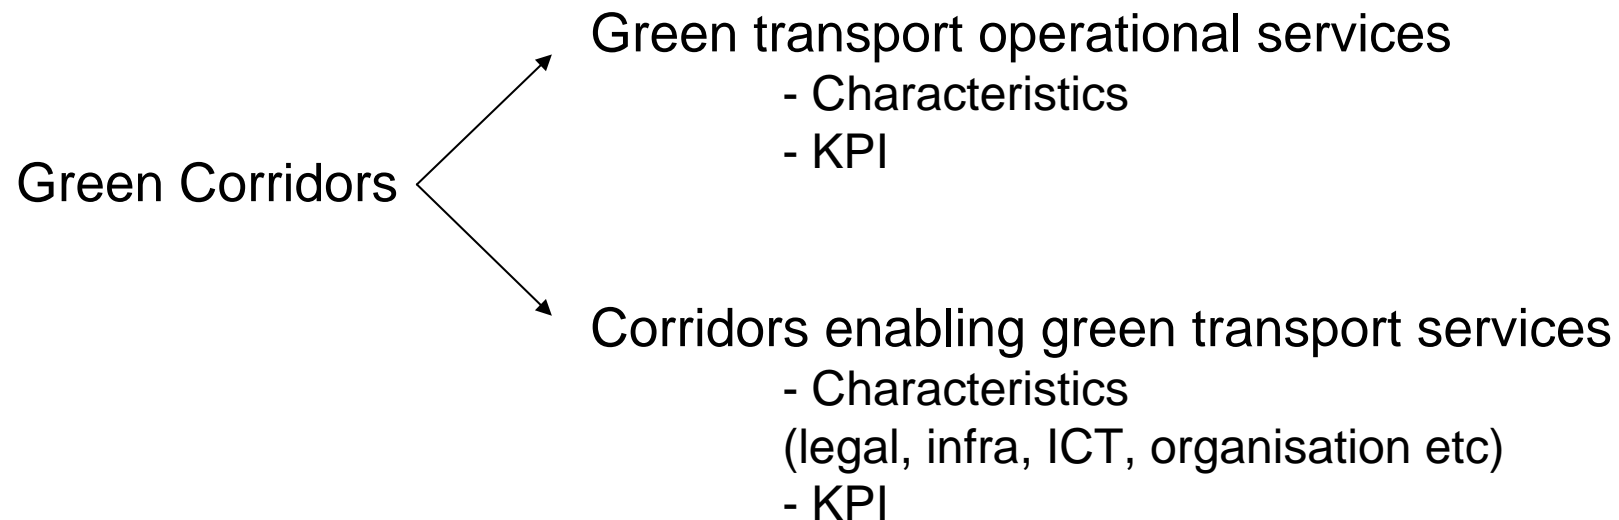 Green transport operational services
- Characteristics
- KPI
Green Corridors
Corridors enabling green transport services
- Characteristics
(legal, infra, ICT, organisation etc)
- KPI